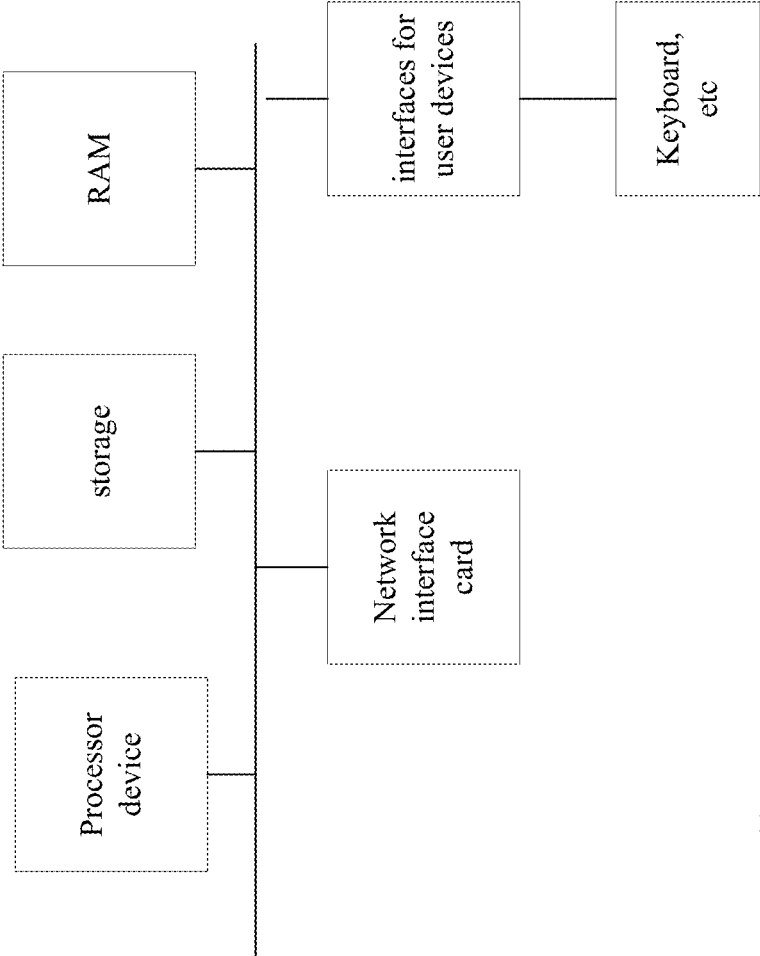 Processor
device
storage
RAM
Network
interface
card
interfaces for
user devices
Keyboard,
etc